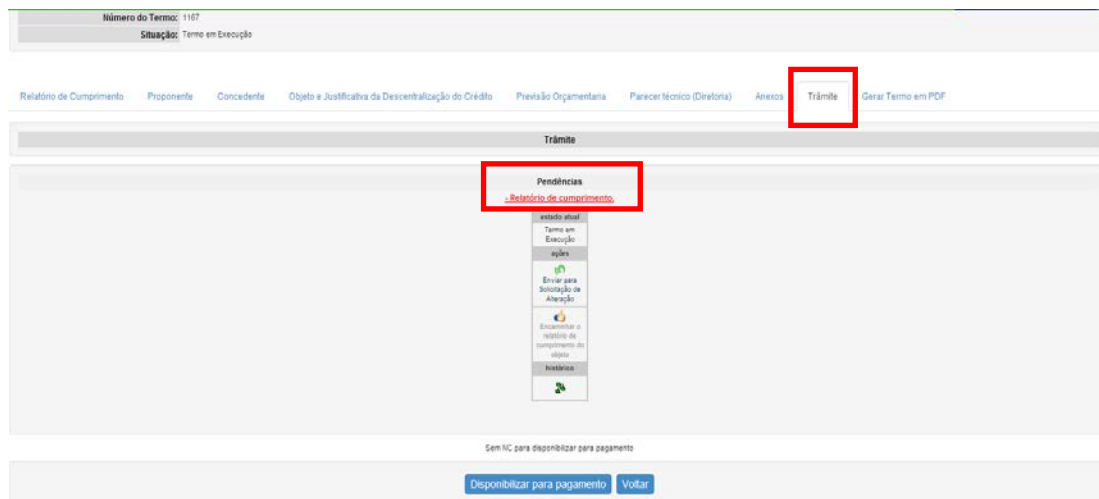 Número do Termo: 1167
Situação: Termo em Execução
Relatório de Cumprimento Proponente Concedente Objeto e Justificativa da Descentralização do Crédito Previsão Orçamentaria Parecer técnico (Diretoria) Anexos Trâmite Gerar Termo em PDF
Trâmite
Pendências
- Relatório de cumprimento.
estado atual
Termo em
Execução
ações
Enviar para
Solicitação de
Alteração
Encaminhar o
relatório de
cumprimento do
objeto
histórico
Sem NC para disponibilizar para pagamento
Disponibilizar para pagamento Voltar